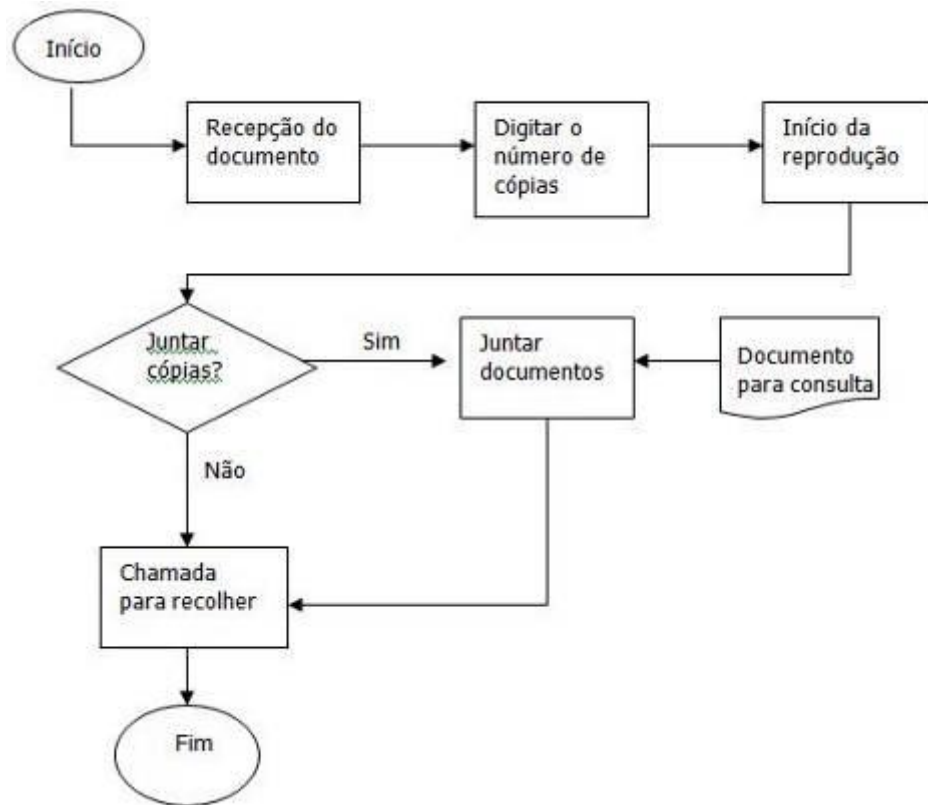 Início
Recepção do
documento
Digitar o
número de
cópias
Início da
reprodução
Juntar
cópias?
Sim
Juntar
documentos
Documento
para consulta
Não
Chamada
para recolher
Fim